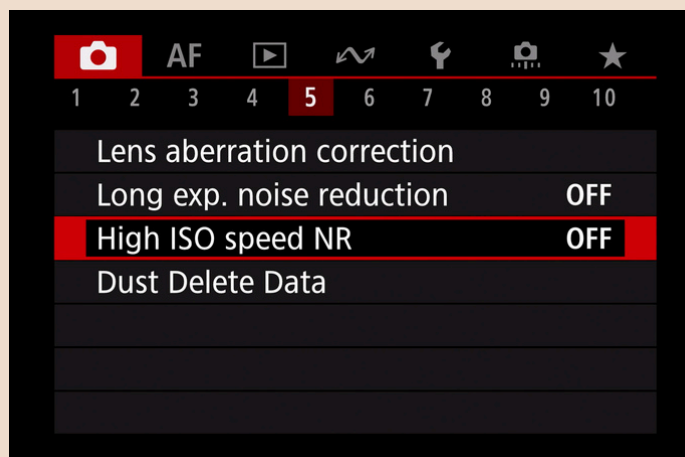 AF
1 2 3 4 5 6 7 8 9 10
Lens aberration correction
Long exp. noise reduction OFF
High ISO speed NR OFF
Dust Delete Data